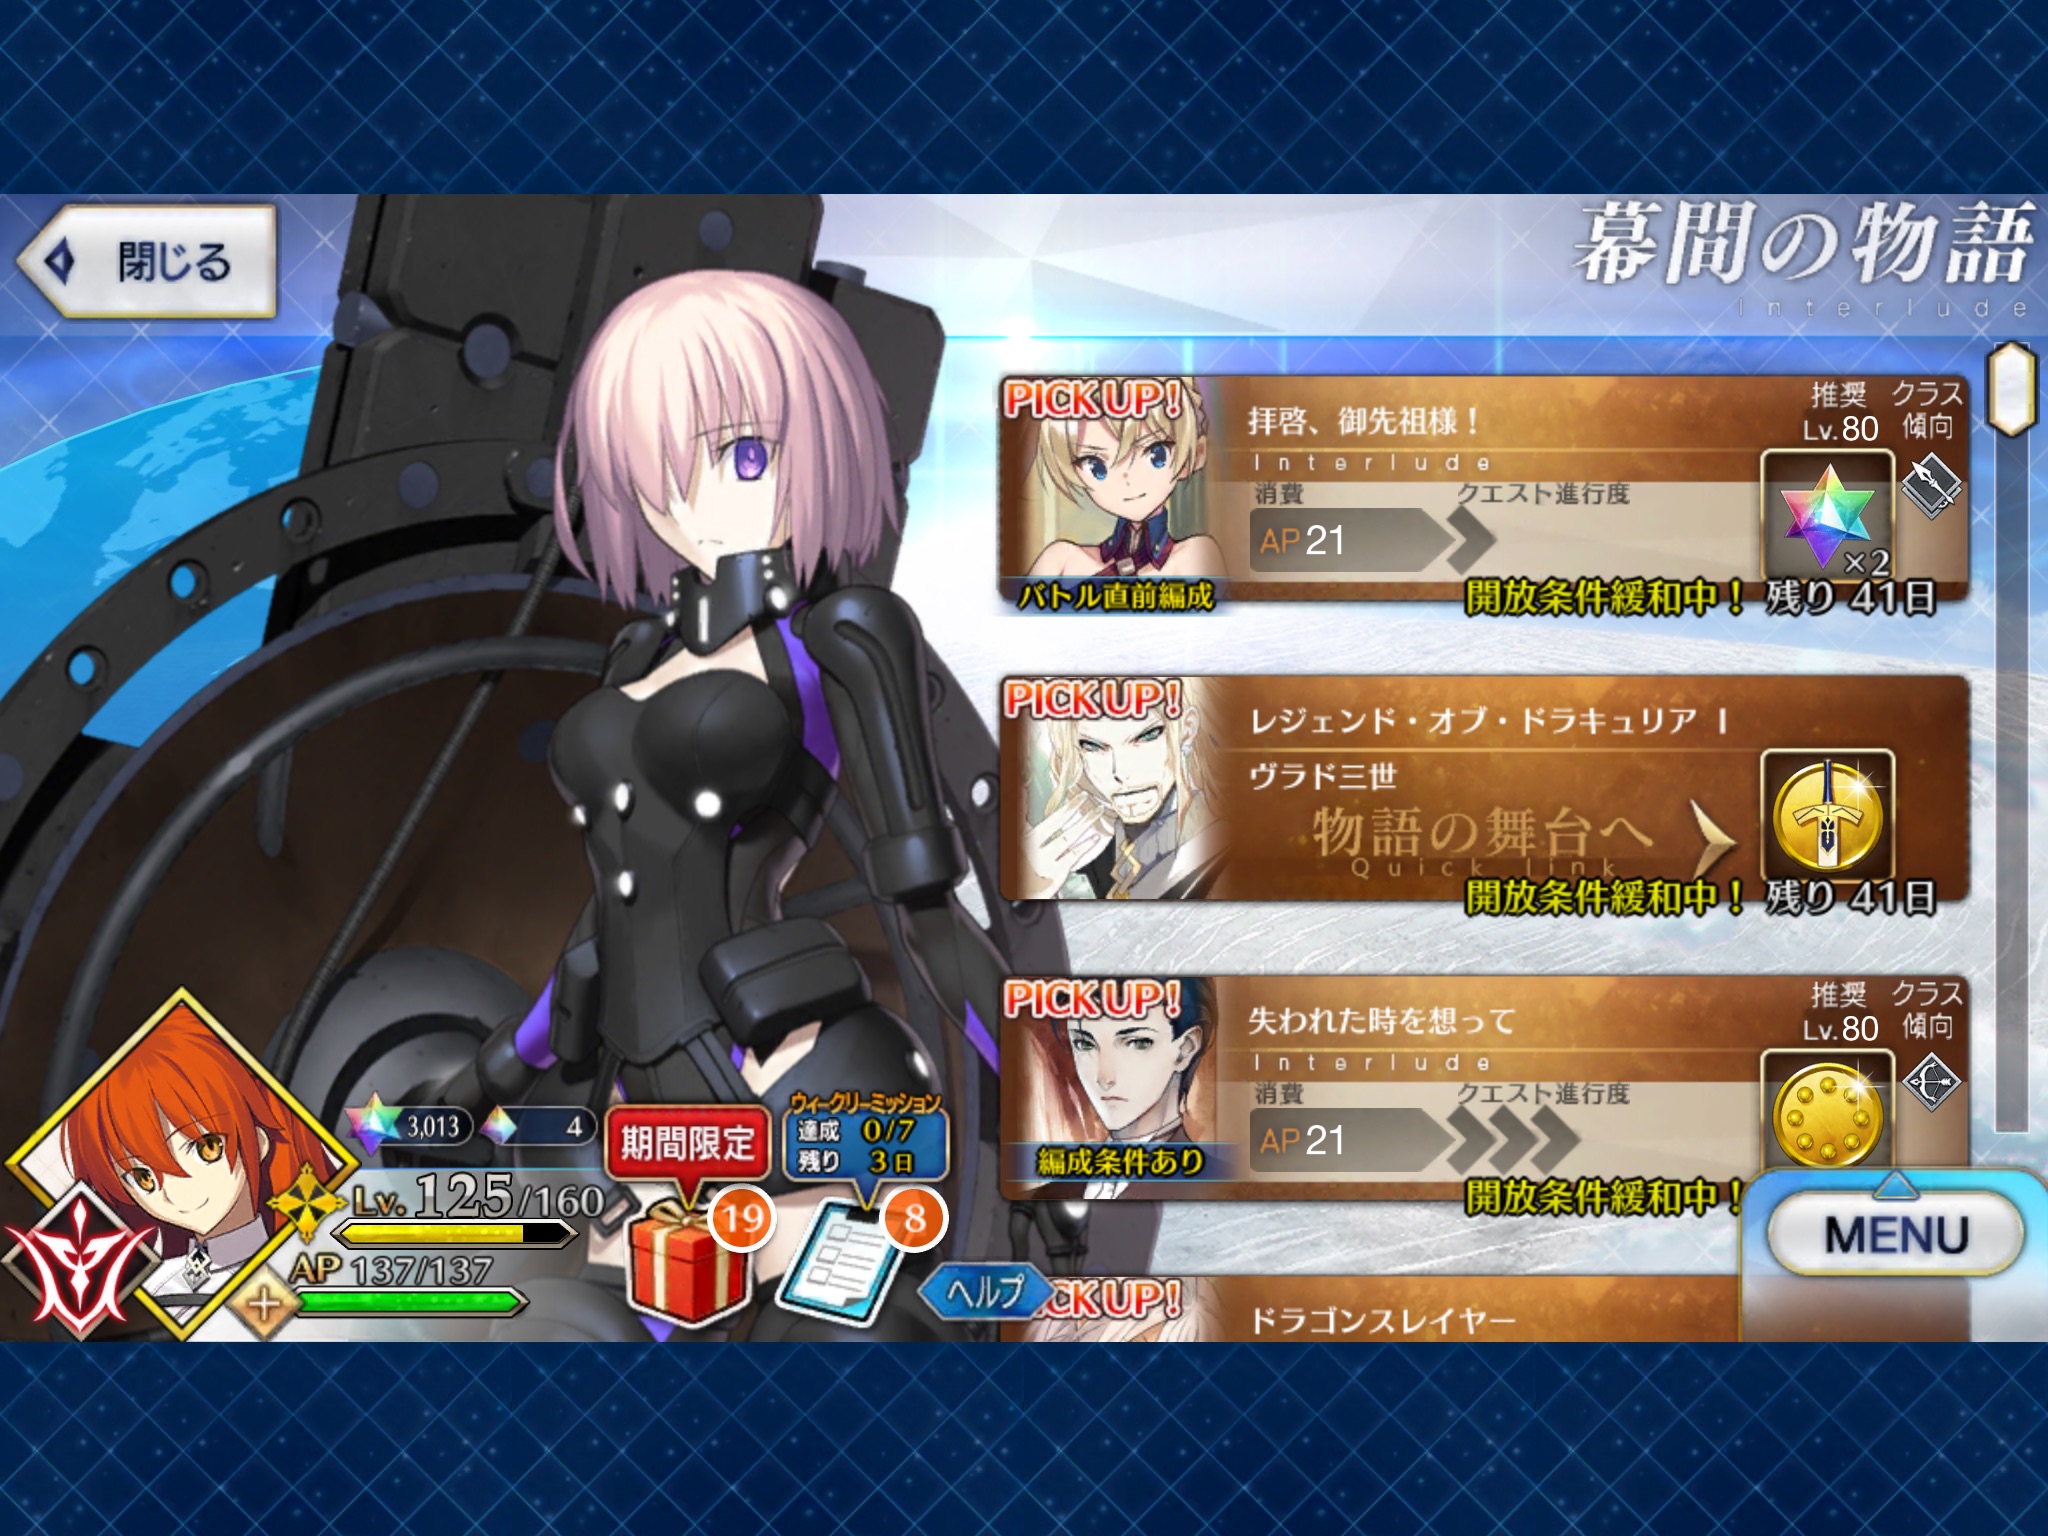 閉じる
幕間の物語
Interlude
PICK UP!
拝啓、御先祖様！
Interlude
推奨
Lv.80
クラス
傾向
消費
クエスト進行度
AP 21
×2
バトル直前編成
開放条件緩和中！ 残り 41日
PICK UP!
レジェンド・オブ・ドラキュリア Ⅰ
ヴラド三世
物語の舞台へ
Quick link
開放条件緩和中！ 残り 41日
PICK UP!
失われた時を想って
Interlude
推奨
Lv.80
クラス
傾向
消費
クエスト進行度
AP 21
編成条件あり
開放条件緩和中！
PICK UP!
ドラゴンスレイヤー
3,013
4
Lv. 125/160
AP 137/137
期間限定
19
ウィークリーミッション
達成 0/7
残り 3日
8
ヘルプ
MENU